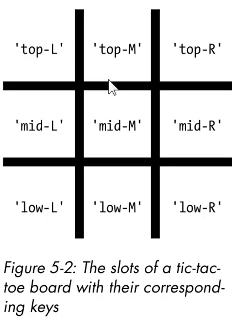 'top-L' 'top-M' 'top-R'
'mid-L' 'mid-M' 'mid-R'
'low-L' 'low-M' 'low-R'
Figure 5-2: The slots of a tic-tac-
toe board with their correspond-
ing keys